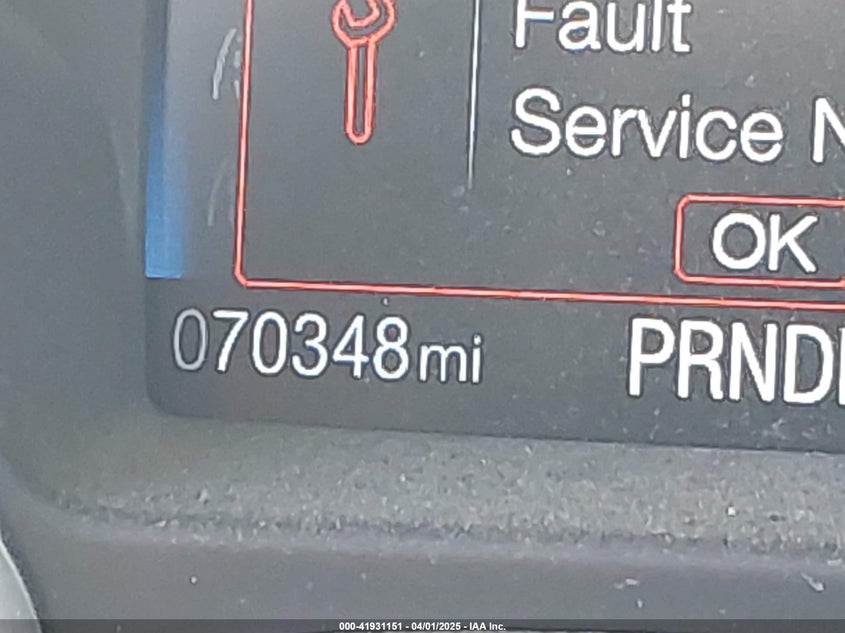 Fault
Service N
OK
070348mi
PRND
000-41931151 - 04/01/2025 - IAA Inc.